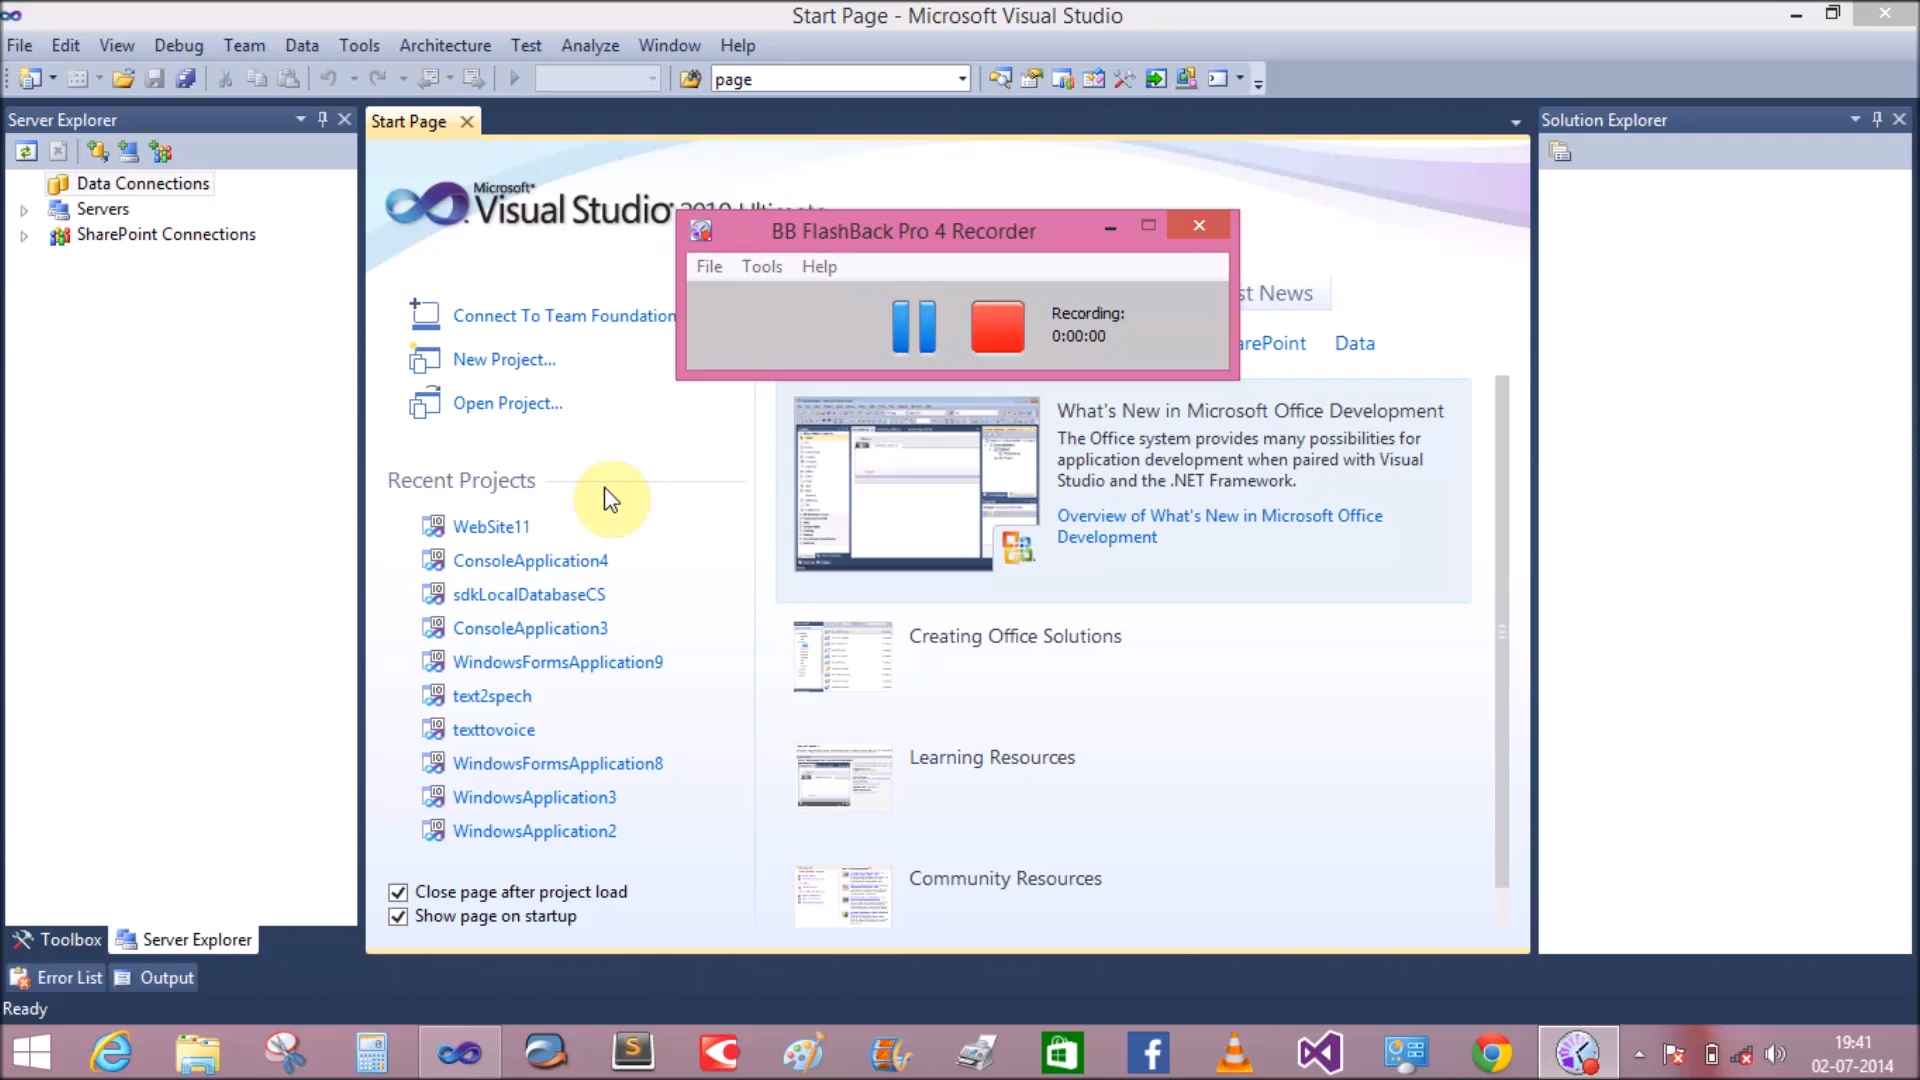 Start Page - Microsoft Visual Studio
File Edit View Debug Team Data Tools Architecture Test Analyze Window Help
page
Server Explorer
Start Page
Solution Explorer
Data Connections
Servers
SharePoint Connections
Microsoft®
Visual Studio®
BB FlashBack Pro 4 Recorder
File Tools Help
Recording:
0:00:00
Connect To Team Foundation
New Project...
Open Project...
st News
arePoint Data
Recent Projects
WebSite11
ConsoleApplication4
sdkLocalDatabaseCS
ConsoleApplication3
WindowsFormsApplication9
text2spech
texttovoice
WindowsFormsApplication8
WindowsApplication3
WindowsApplication2
What's New in Microsoft Office Development
The Office system provides many possibilities for
application development when paired with Visual
Studio and the .NET Framework.
Overview of What's New in Microsoft Office
Development
Creating Office Solutions
Learning Resources
Community Resources
Close page after project load
Show page on startup
Toolbox Server Explorer
Error List Output
Ready
19:41
02-07-2014